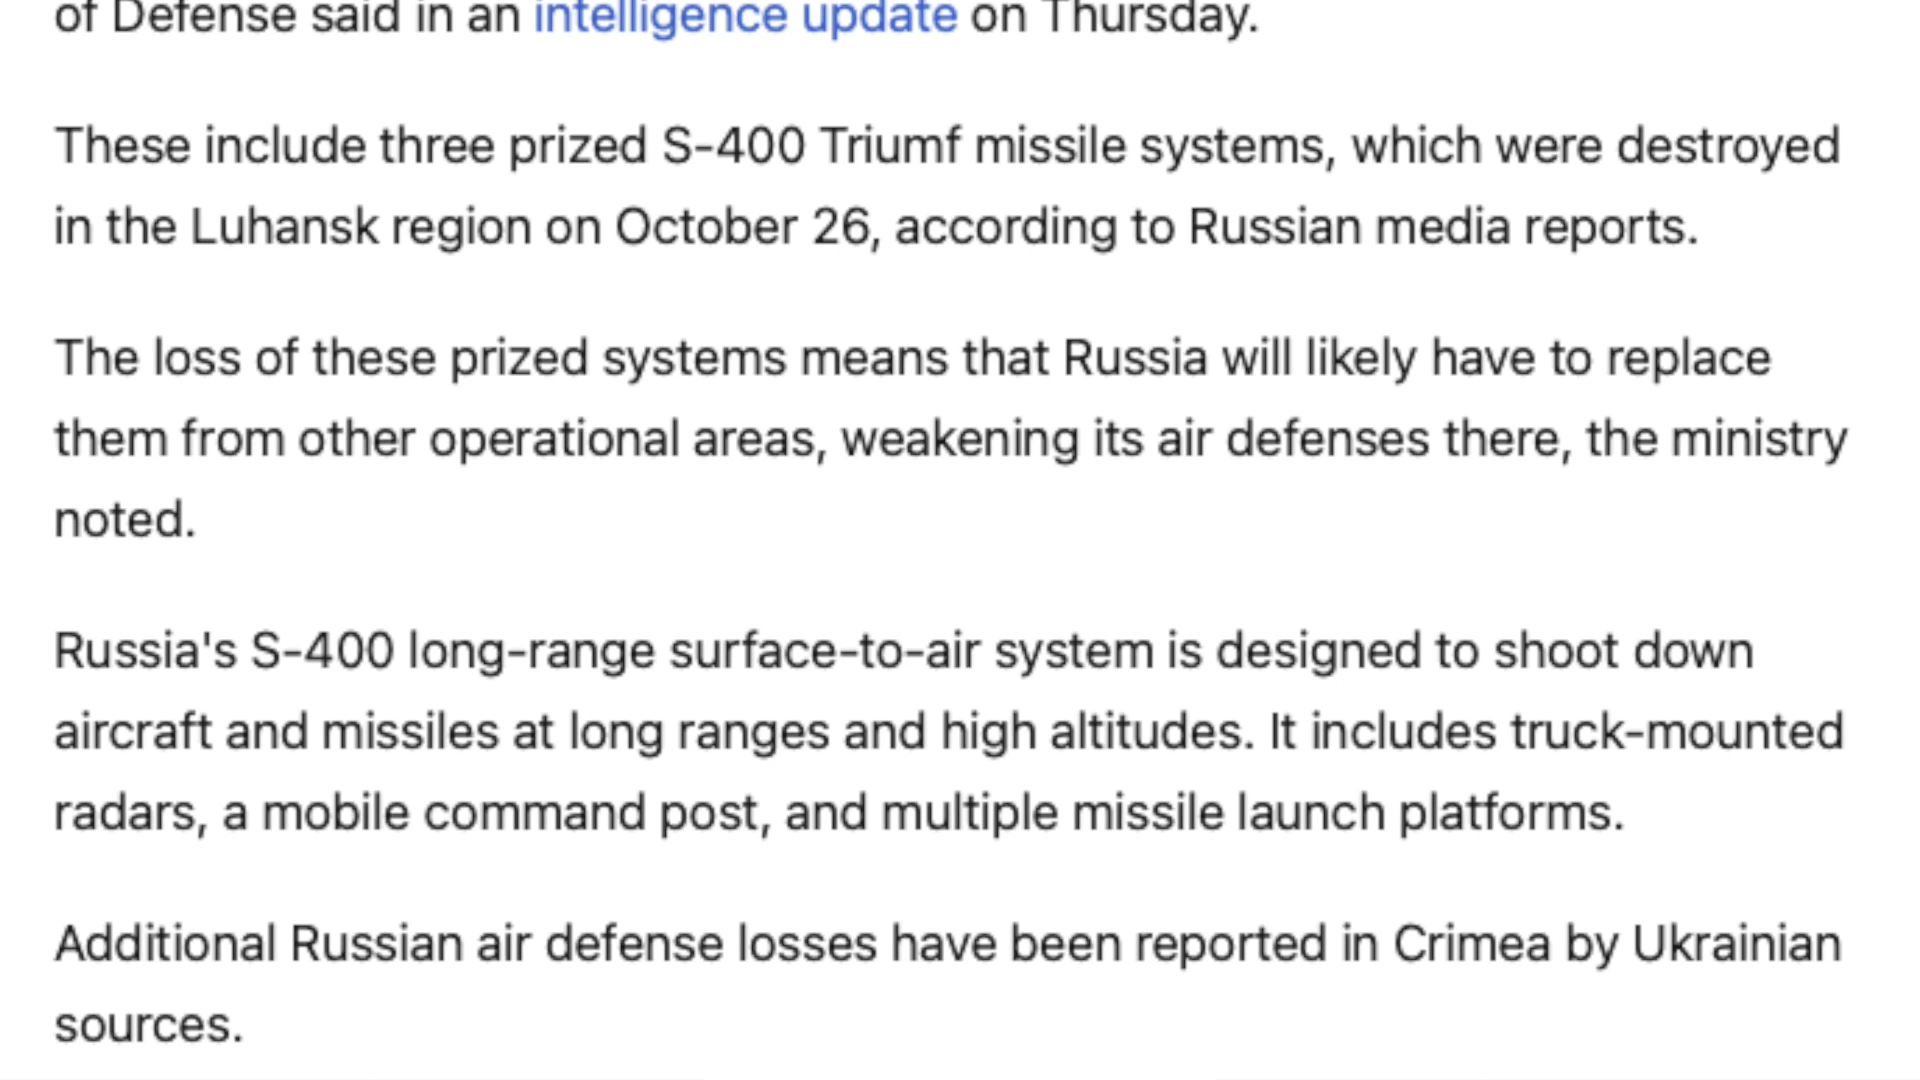 of Defense said in an intelligence update on Thursday.
These include three prized S-400 Triumf missile systems, which were destroyed
in the Luhansk region on October 26, according to Russian media reports.
The loss of these prized systems means that Russia will likely have to replace
them from other operational areas, weakening its air defenses there, the ministry
noted.
Russia's S-400 long-range surface-to-air system is designed to shoot down
aircraft and missiles at long ranges and high altitudes. It includes truck-mounted
radars, a mobile command post, and multiple missile launch platforms.
Additional Russian air defense losses have been reported in Crimea by Ukrainian
sources.